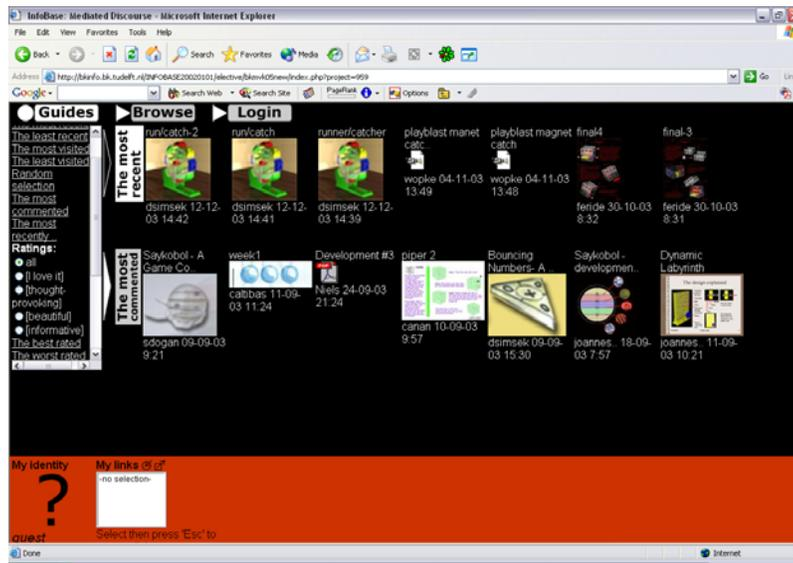 InfoBase: Mediated Discourse - Microsoft Internet Explorer
File Edit View Favorites Tools Help
Back Search Favorites Media
Address http://bkinfo.bk.tudelft.nl/INFOBASE20020101/elective/bkmvk05new/index.php?project=959 Go
Google Search Web Search Site PageRank Options
Guides Browse Login
The least recent
The most visited
The least visited
Random
selection
The most
commented
The most
recently ..
Ratings:
all
[I love it]
[thought-
provoking]
[beautiful]
[informative]
The best rated
The worst rated
The most
recent
run/catch-2
dsimsek 12-12-
03 14:42
run/catch
dsimsek 12-12-
03 14:41
runner/catcher
dsimsek 12-12-
03 14:39
playblast manet
catc..
wopke 04-11-03
13:49
playblast magnet
catch
wopke 04-11-03
13:48
final4
feride 30-10-03
8:32
final-3
feride 30-10-03
8:31
The most
commented
Saykobol - A
Game Co..
sdogan 09-09-03
9:21
week1
caltibas 11-09-
03 11:24
Development #3
Niels 24-09-03
21:24
piper 2
canan 10-09-03
9:57
Bouncing
Numbers- A ..
dsimsek 09-09-
03 15:30
Saykobol -
developmen..
joannes.. 18-09-
03 7:57
Dynamic
Labyrinth
The design explained
joannes.. 11-09-
03 10:21
My identity
?
guest
My links
-no selection-
Select then press 'Esc' to
Done
Internet